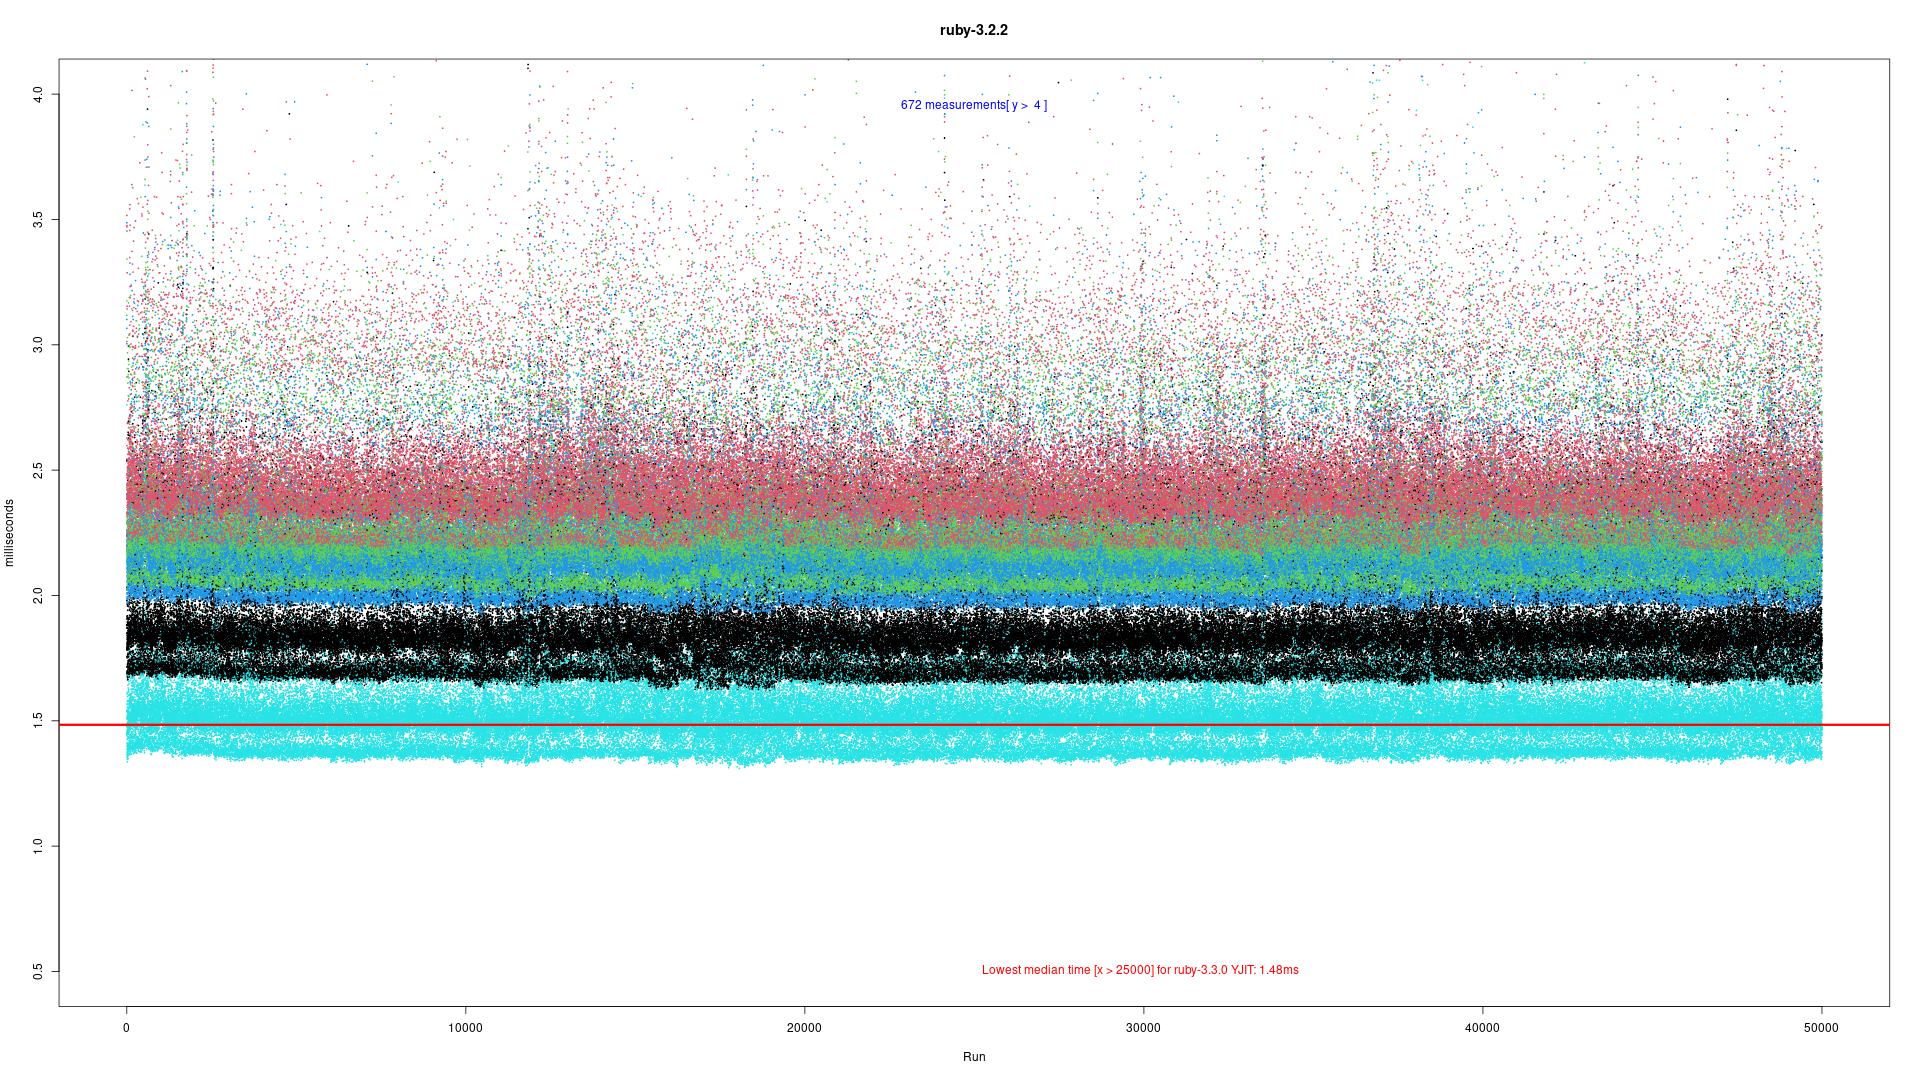 ruby-3.2.2
672 measurements[ y > 4 ]
4.0
3.5
3.0
2.5
2.0
1.5
1.0
0.5
milliseconds
Lowest median time [x > 25000] for ruby-3.3.0 YJIT: 1.48ms
0 10000 20000 30000 40000 50000
Run